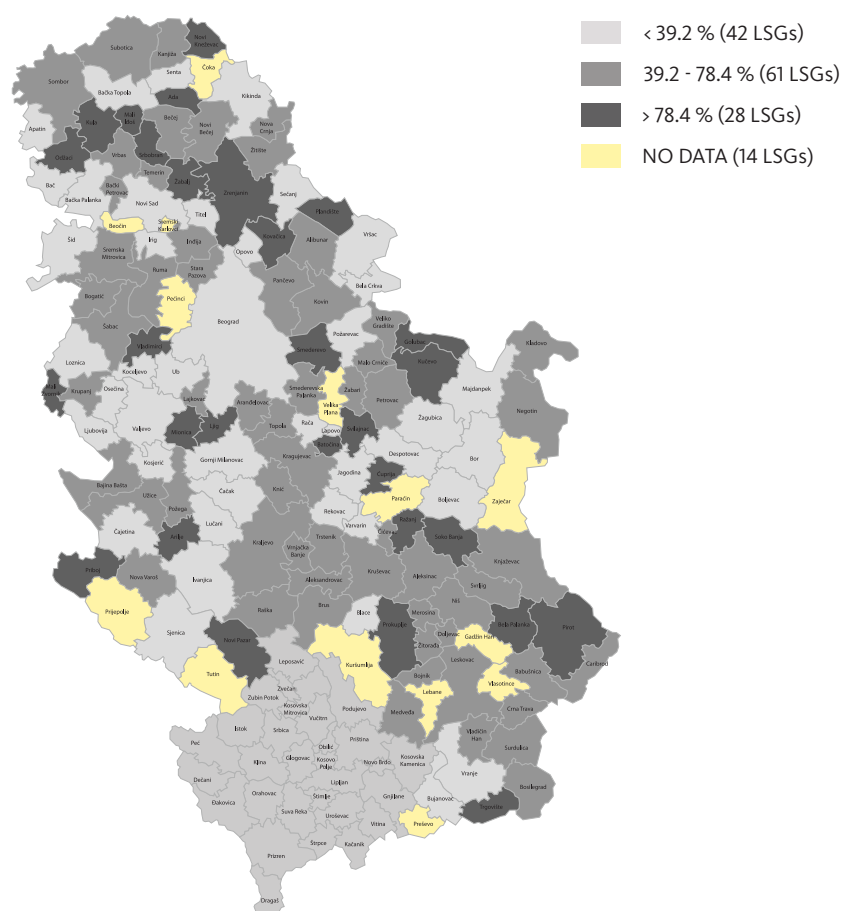 < 39.2 % (42 LSGs)
39.2 - 78.4 % (61 LSGs)
> 78.4 % (28 LSGs)
NO DATA (14 LSGs)
Novi
Kneževac
Subotica
Kanjiža
Čoka
Senta
Sombor
Bačka Topola
Ada
Kikinda
Apatin
Kula
Mali
Iđoš
Bečej
Novi
Bečej
Nova
Crnja
Odžaci
Vrbas
Srbobran
Žitište
Temerin
Bač
Bački
Petrovac
Žabalj
Zrenjanin
Sečanj
Bačka Palanka
Novi Sad
Titel
Plandište
Beočin
Sremski
Karlovci
Šid
Irig
Inđija
Opovo
Kovačica
Alibunar
Vršac
Sremska
Mitrovica
Ruma
Stara
Pazova
Pančevo
Bela Crkva
Bogatić
Pećinci
Kovin
Šabac
Beograd
Veliko
Gradište
Požarevac
Golubac
Kladovo
Vladimirci
Smederevo
Loznica
Koceljevo
Ub
Malo Crniće
Kučevo
Mali
Zvornik
Krupanj
Osečina
Smederevska
Palanka
Žabari
Majdanpek
Lajkovac
Aranđelovac
Velika
Plana
Petrovac
Negotin
Ljubovija
Valjevo
Mionica
Ljig
Topola
Rača
Lapovo
Svilajnac
Žagubica
Batočina
Kosjerić
Gornji Milanovac
Kragujevac
Despotovac
Bor
Bajina Bašta
Jagodina
Ćuprija
Užice
Čačak
Knić
Paraćin
Boljevac
Zaječar
Požega
Rekovac
Čajetina
Lučani
Varvarin
Ražanj
Arilje
Kraljevo
Vrnjačka
Banje
Trstenik
Ćićevac
Soko Banja
Knjaževac
Priboj
Nova Varoš
Ivanjica
Aleksandrovac
Kruševac
Aleksinac
Svrljig
Prijepolje
Raška
Brus
Blace
Merosina
Niš
Prokuplje
Bela Palanka
Pirot
Sjenica
Novi Pazar
Doljevac
Gadžin Han
Žitorađa
Leposavić
Kuršumlija
Leskovac
Caribrod
Tutin
Bojnik
Babušnica
Zvečan
Lebane
Vlasotince
Zubin Potok
Kosovska
Mitrovica
Podujevo
Medveđa
Crna Trava
Vučitrn
Istok
Srbica
Vladičin
Han
Peć
Priština
Surdulica
Obilić
Klina
Glogovac
Kosovo
Polje
Novo Brdo
Kosovska
Kamenica
Vranje
Dečani
Lipljan
Bosilegrad
Orahovac
Štimlje
Gnjilane
Bujanovac
Đakovica
Suva Reka
Uroševac
Trgovište
Vitina
Preševo
Štrpce
Kačanik
Prizren
Dragaš